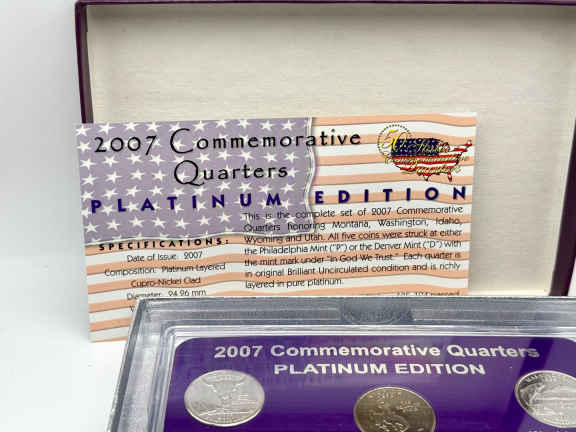 2007 Commemorative
Quarters
PLATINUM EDITION
This is the complete set of 2007 Commemorative
Quarters honoring Montana, Washington, Idaho,
Wyoming and Utah. All five coins were struck at either
the Philadelphia Mint ("P") or the Denver Mint ("D") with
the mint mark under "In God We Trust." Each quarter is
in original Brilliant Uncirculated condition and is richly
layered in pure platinum.
SPECIFICATIONS:
Date of Issue: 2007
Composition: Platinum Layered
Cupro-Nickel Clad
Diameter: 24.26 mm
2007 Commemorative Quarters
PLATINUM EDITION